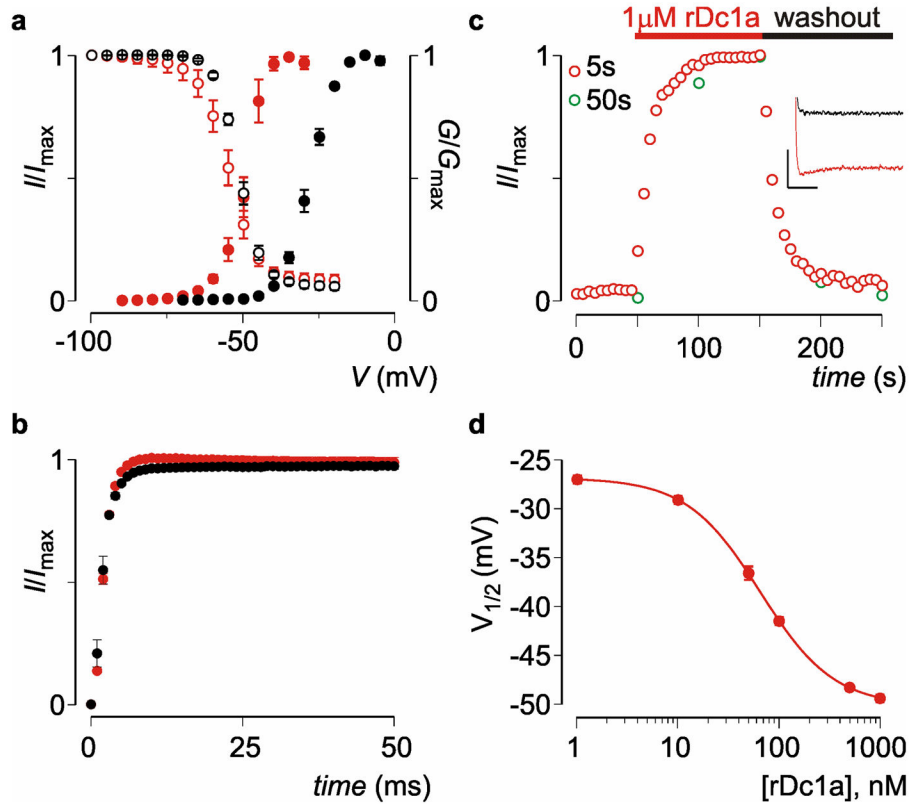 a
1
I/Imax
0
1
G/Gmax
0
-100
-50
0
V (mV)
c
1μM rDc1a
washout
5s
50s
1
I/Imax
0
0
100
200
time (s)
b
1
I/Imax
0
0
25
50
time (ms)
d
-25
-30
-35
-40
-45
-50
V1/2 (mV)
1
10
100
1000
[rDc1a], nM